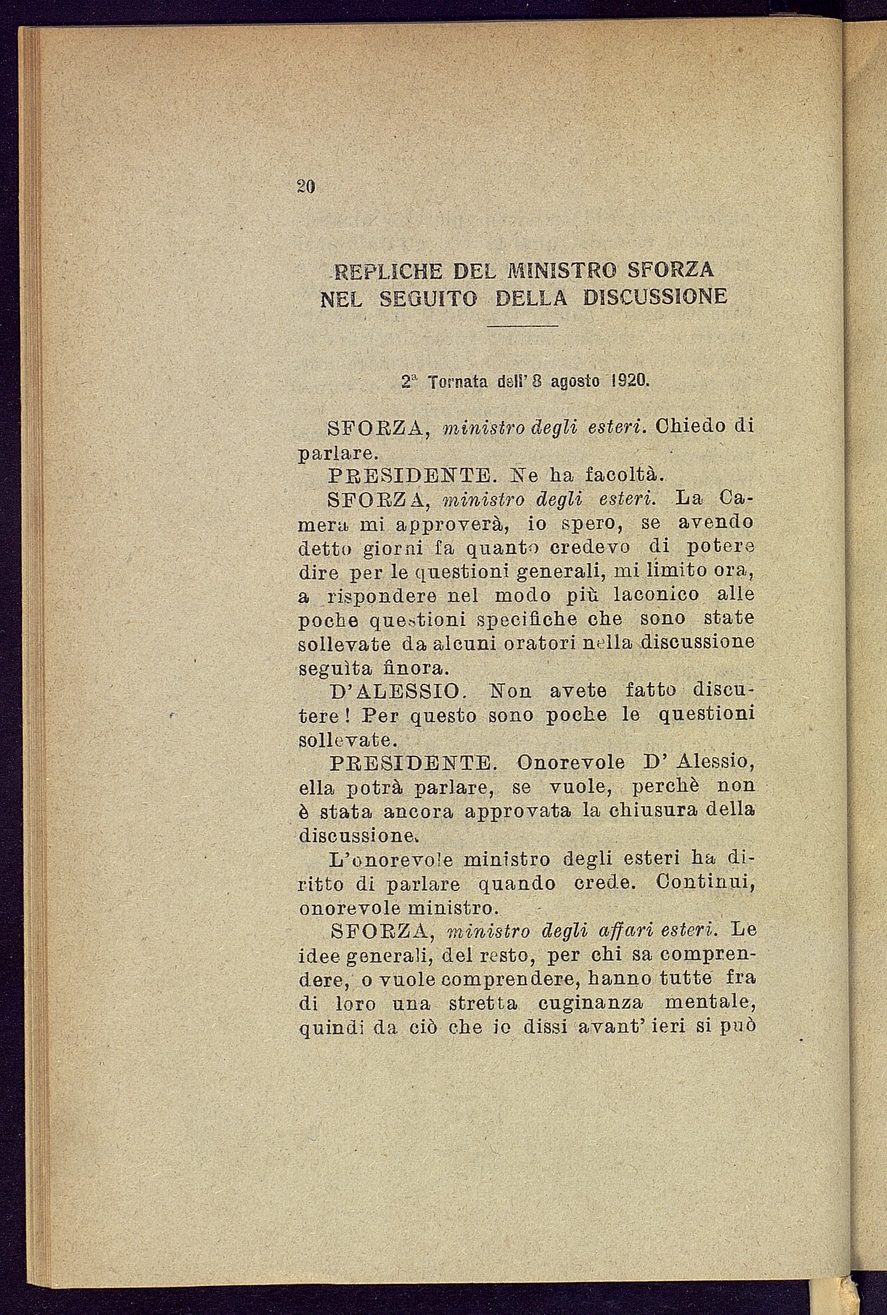 20
REPLICHE DEL MINISTRO SFORZA
NEL SEGUITO DELLA DISCUSSIONE
2ª Tornata dell' 8 agosto 1920.
SFORZA, ministro degli esteri. Chiedo di
parlare.
PRESIDENTE. Ne ha facoltà.
SFORZA, ministro degli esteri. La Ca-
mera mi approverà, io spero, se avendo
detto giorni fa quanto credevo di potere
dire per le questioni generali, mi limito ora,
a rispondere nel modo più laconico alle
poche questioni specifiche che sono state
sollevate da alcuni oratori nella discussione
seguìta finora.
D'ALESSIO. Non avete fatto discu-
tere! Per questo sono poche le questioni
sollevate.
PRESIDENTE. Onorevole D' Alessio,
ella potrà parlare, se vuole, perchè non
è stata ancora approvata la chiusura della
discussione.
L'onorevole ministro degli esteri ha di-
ritto di parlare quando crede. Continui,
onorevole ministro.
SFORZA, ministro degli affari esteri. Le
idee generali, del resto, per chi sa compren-
dere, o vuole comprendere, hanno tutte fra
di loro una stretta cuginanza mentale,
quindi da ciò che io dissi avant' ieri si può